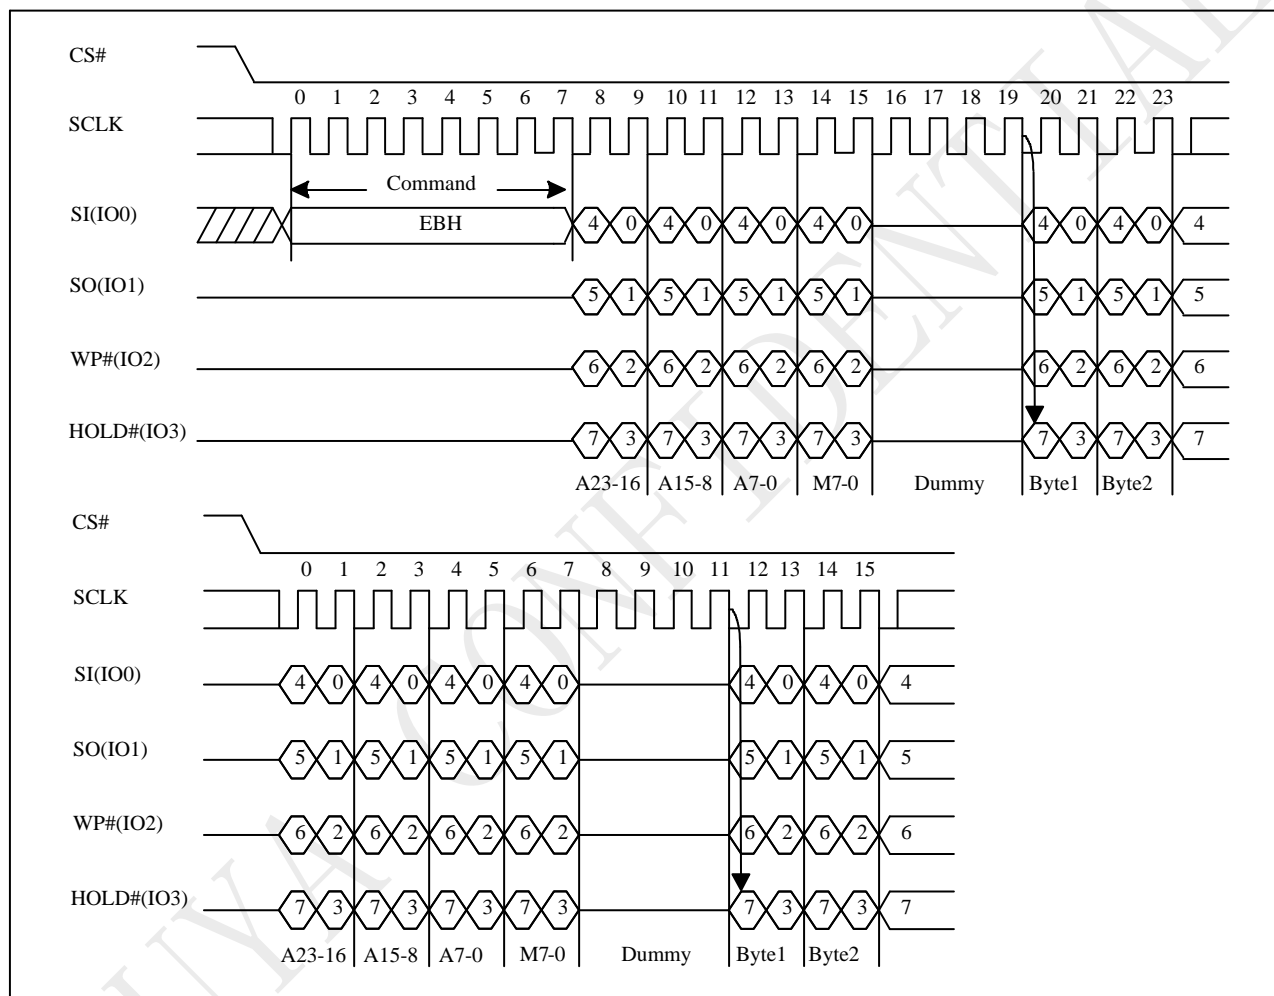 CS#
0 1 2 3 4 5 6 7 8 9 10 11 12 13 14 15 16 17 18 19 20 21 22 23
SCLK
Command
SI(IO0) EBH 4 0 4 0 4 0 4 0 4 0 4 0 4
SO(IO1) 5 1 5 1 5 1 5 1 5 1 5 1 5
WP#(IO2) 6 2 6 2 6 2 6 2 6 2 6 2 6
HOLD#(IO3) 7 3 7 3 7 3 7 3 7 3 7 3 7
A23-16 A15-8 A7-0 M7-0 Dummy Byte1 Byte2
CS#
0 1 2 3 4 5 6 7 8 9 10 11 12 13 14 15
SCLK
SI(IO0) 4 0 4 0 4 0 4 0 4 0 4 0 4
SO(IO1) 5 1 5 1 5 1 5 1 5 1 5 1 5
WP#(IO2) 6 2 6 2 6 2 6 2 6 2 6 2 6
HOLD#(IO3) 7 3 7 3 7 3 7 3 7 3 7 3 7
A23-16 A15-8 A7-0 M7-0 Dummy Byte1 Byte2
UYA CONFIDENTIAL